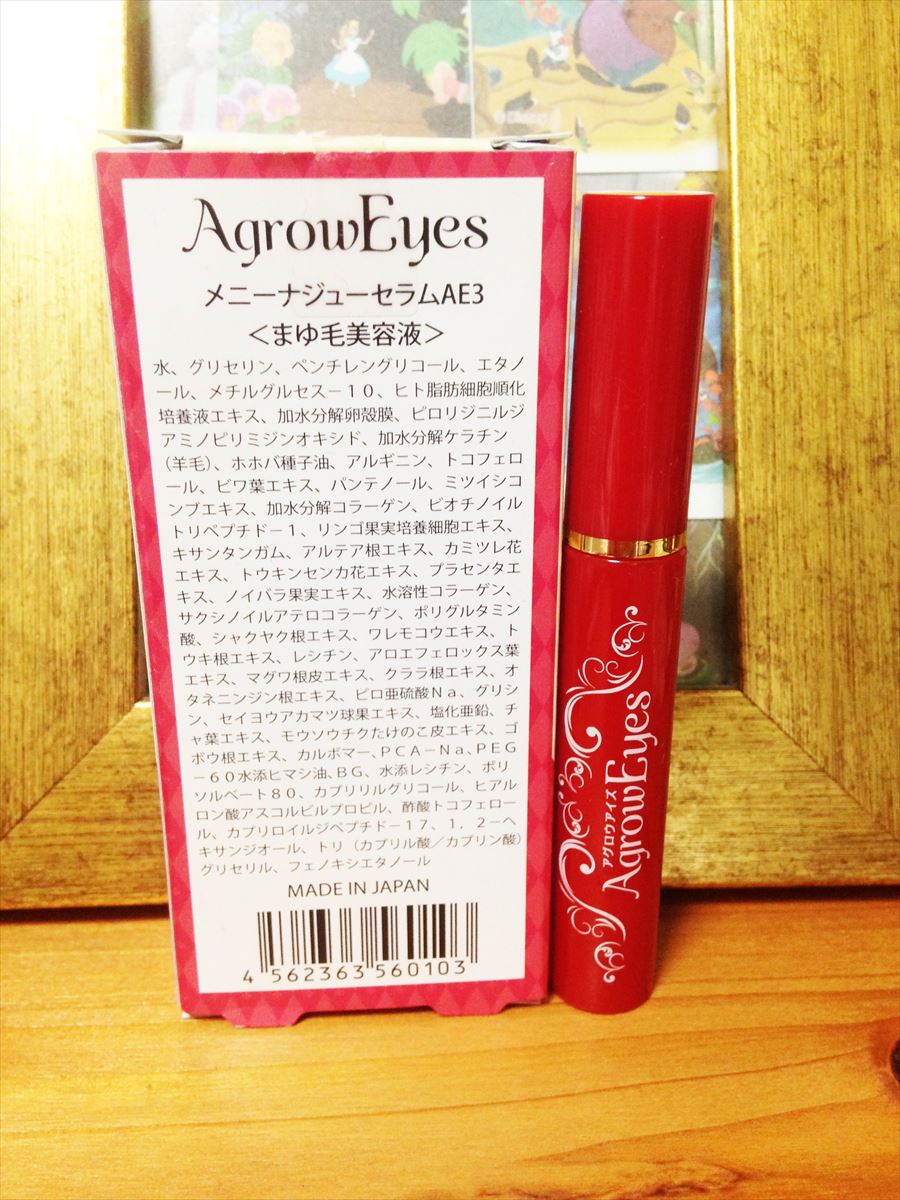 AgrowEyes
メニーナジューセラムAE3
＜まゆ毛美容液＞
水、グリセリン、ペンチレングリコール、エタノ
ール、メチルグルセス－１０、ヒト脂肪細胞順化
培養液エキス、加水分解卵殻膜、ピロリジニルジ
アミノピリミジンオキシド、加水分解ケラチン
（羊毛）、ホホバ種子油、アルギニン、トコフェロ
ール、ビワ葉エキス、パンテノール、ミツイシコ
ンブエキス、加水分解コラーゲン、ビオチノイル
トリペプチド－１、リンゴ果実培養細胞エキス、
キサンタンガム、アルテア根エキス、カミツレ花
エキス、トウキンセンカ花エキス、プラセンタエ
キス、ノイバラ果実エキス、水溶性コラーゲン、
サクシノイルアテロコラーゲン、ポリグルタミン
酸、シャクヤク根エキス、ワレモコウエキス、ト
ウキ根エキス、レシチン、アロエフェロックス葉
エキス、マグワ根皮エキス、クララ根エキス、オ
タネニンジン根エキス、ピロ亜硫酸Ｎａ、グリシ
ン、セイヨウアカマツ球果エキス、塩化亜鉛、チ
ャ葉エキス、モウソウチクたけのこ皮エキス、ゴ
ボウ根エキス、カルボマー、ＰＣＡ－Ｎａ、ＰＥＧ
－６０水添ヒマシ油、ＢＧ、水添レシチン、ポリ
ソルベート８０、カプリリルグリコール、ヒアル
ロン酸アスコルビルプロピル、酢酸トコフェロー
ル、カプロイルジペプチド－17、１，２－ヘ
キサンジオール、トリ（カプリル酸／カプリン酸）
グリセリル、フェノキシエタノール
MADE IN JAPAN
4 562363 560103
アグロウアイズ
AgrowEyes